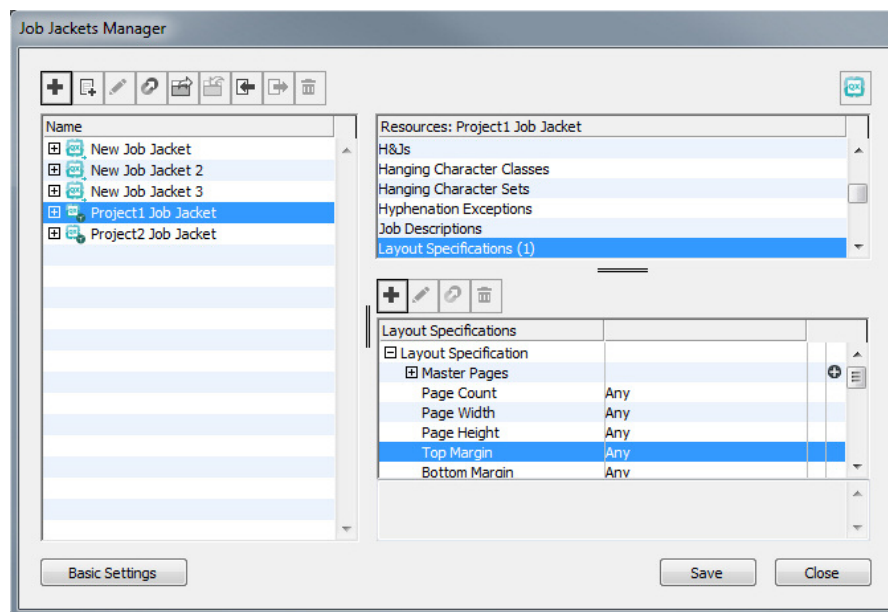 Job Jackets Manager
Name
New Job Jacket
New Job Jacket 2
New Job Jacket 3
Project1 Job Jacket
Project2 Job Jacket
Resources: Project1 Job Jacket
H&Js
Hanging Character Classes
Hanging Character Sets
Hyphenation Exceptions
Job Descriptions
Layout Specifications (1)
Layout Specifications
Layout Specification
Master Pages
Page Count Any
Page Width Any
Page Height Any
Top Margin Any
Bottom Margin Any
Basic Settings
Save
Close